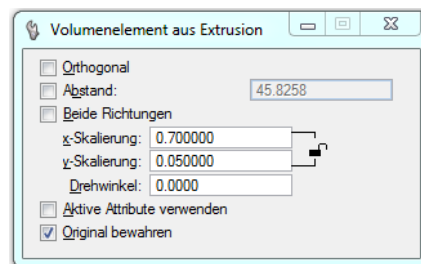 Volumenelement aus Extrusion
Orthogonal
Abstand: 45.8258
Beide Richtungen
x-Skalierung: 0.700000
y-Skalierung: 0.050000
Drehwinkel: 0.0000
Aktive Attribute verwenden
Original bewahren